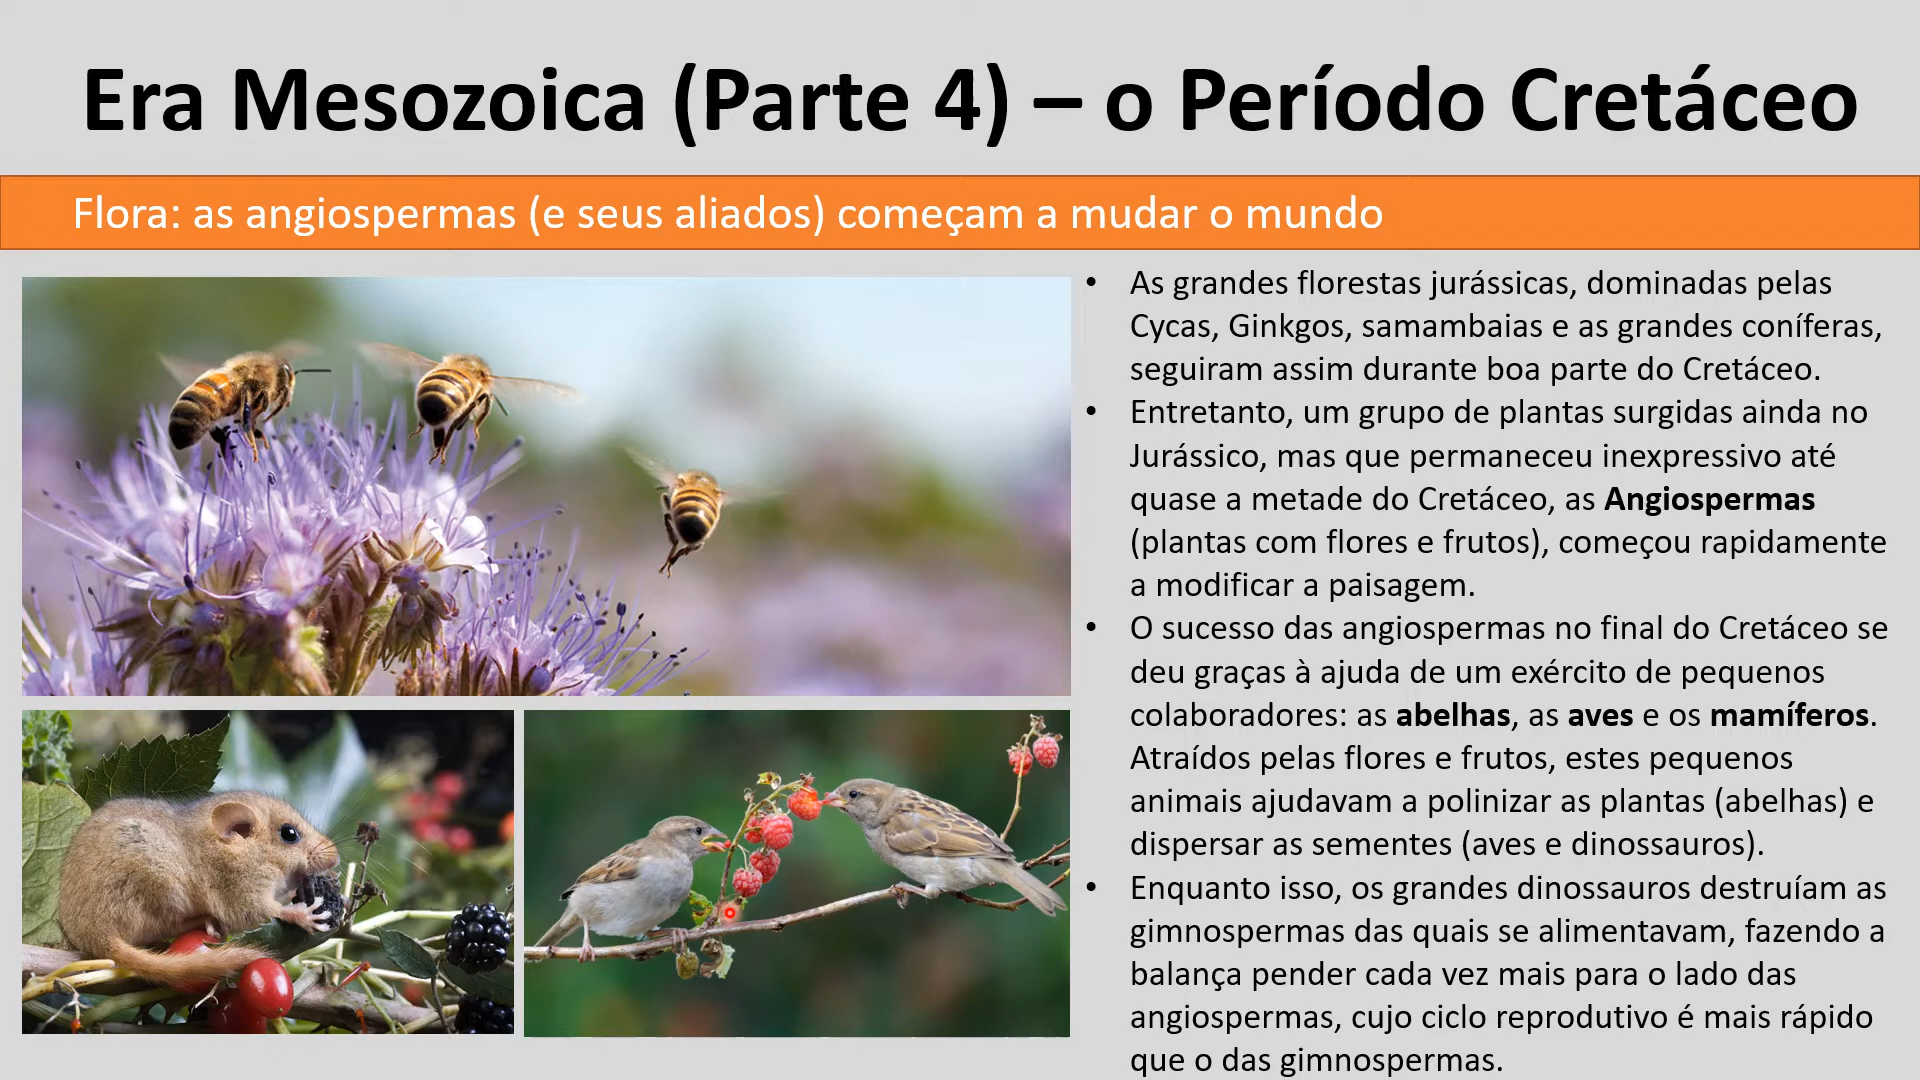 Era Mesozoica (Parte 4) – o Período Cretáceo
Flora: as angiospermas (e seus aliados) começam a mudar o mundo
• As grandes florestas jurássicas, dominadas pelas
Cycas, Ginkgos, samambaias e as grandes coníferas,
seguiram assim durante boa parte do Cretáceo.
• Entretanto, um grupo de plantas surgidas ainda no
Jurássico, mas que permaneceu inexpressivo até
quase a metade do Cretáceo, as Angiospermas
(plantas com flores e frutos), começou rapidamente
a modificar a paisagem.
• O sucesso das angiospermas no final do Cretáceo se
deu graças à ajuda de um exército de pequenos
colaboradores: as abelhas, as aves e os mamíferos.
Atraídos pelas flores e frutos, estes pequenos
animais ajudavam a polinizar as plantas (abelhas) e
dispersar as sementes (aves e dinossauros).
• Enquanto isso, os grandes dinossauros destruíam as
gimnospermas das quais se alimentavam, fazendo a
balança pender cada vez mais para o lado das
angiospermas, cujo ciclo reprodutivo é mais rápido
que o das gimnospermas.